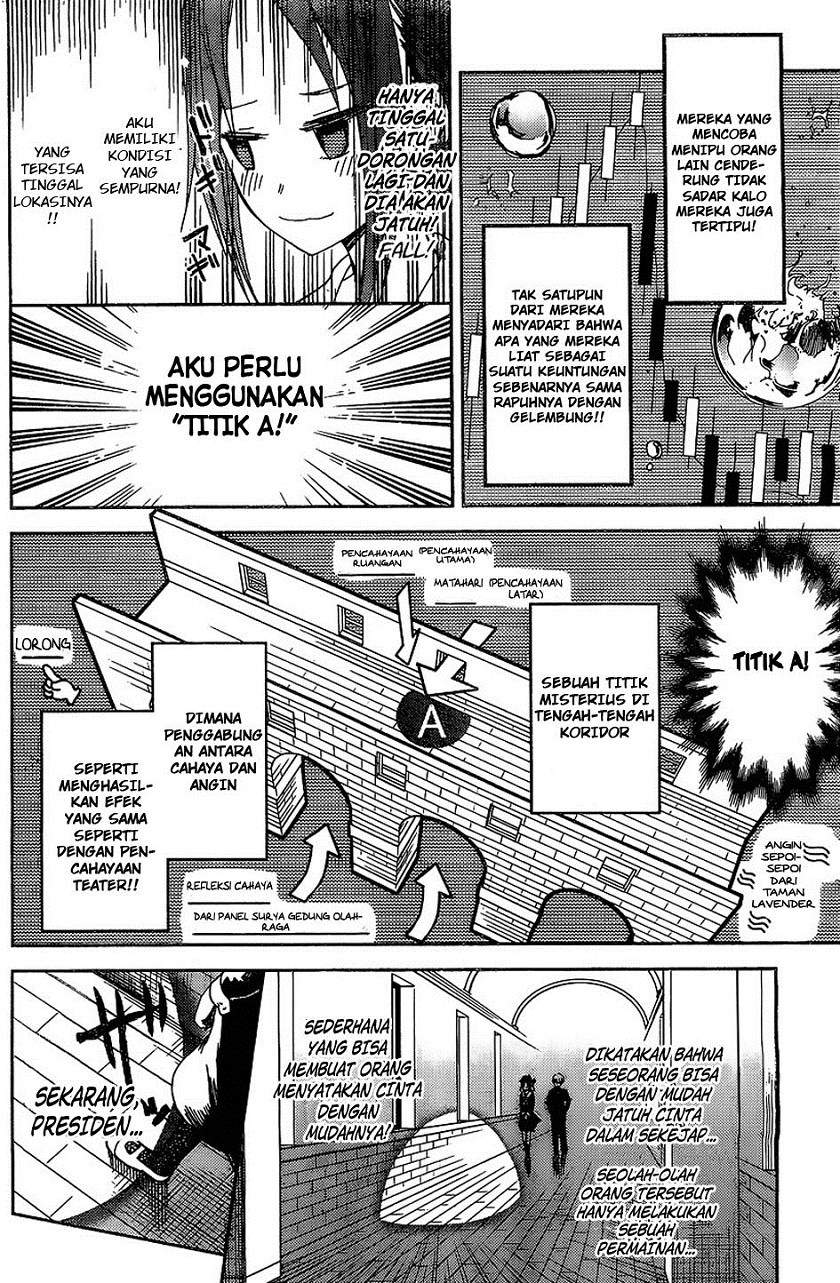 MEREKA YANG
MENCOBA
MENIPU ORANG
LAIN CENDE-
RUNG TIDAK
SADAR KALO
MEREKA JUGA
TERTIPU!
TAK SATUPUN
DARI MEREKA
MENYADARI BAHWA
APA YANG MEREKA
LIAT SEBAGAI
SUATU KEUNTUNGAN
SEBENARNYA SAMA
RAPUHNYA DENGAN
GELEMBUNG!!
HANYA
TINGGAL
SATU
DORONGAN
LAGI DAN
DIA AKAN
JATUH!
FALL!
AKU
MEMILIKI
KONDISI
YANG
SEMPURNA!
YANG
TERSISA
TINGGAL
LOKASINYA
!!
ドキ
マギ
AKU PERLU
MENGGUNAKAN
"TITIK A!"
TITIK A!
PENCAHAYAAN
RUANGAN
(PENCAHAYAAN
UTAMA)
MATAHARI (PENCAHAYAAN
LATAR)
SEBUAH TITIK
MISTERIUS DI
TENGAH-TENGAH
KORIDOR
A
LORONG
DIMANA
PENGGABUNG
AN ANTARA
CAHAYA DAN
ANGIN
SEPERTI
MENGHASIL-
KAN EFEK
YANG SAMA
SEPERTI
DENGAN PEN-
CAHAYAAN
TEATER!!
ANGIN
SEPOI-
SEPOI
DARI
TAMAN
LAVENDER
REFLEKSI CAHAYA
DARI PANEL SURYA GEDUNG OLAH-
RAGA
DIKATAKAN BAHWA
SESEORANG BISA
DENGAN MUDAH
JATUH CINTA
DALAM SEKEJAP...
SEOLAH-OLAH
ORANG TERSEBUT
HANYA MELAKUKAN
SEBUAH
PERMAINAN...
SEDERHANA
YANG BISA
MEMBUAT ORANG
MENYATAKAN CINTA
DENGAN
MUDAHNYA!
SEKARANG,
PRESIDEN...